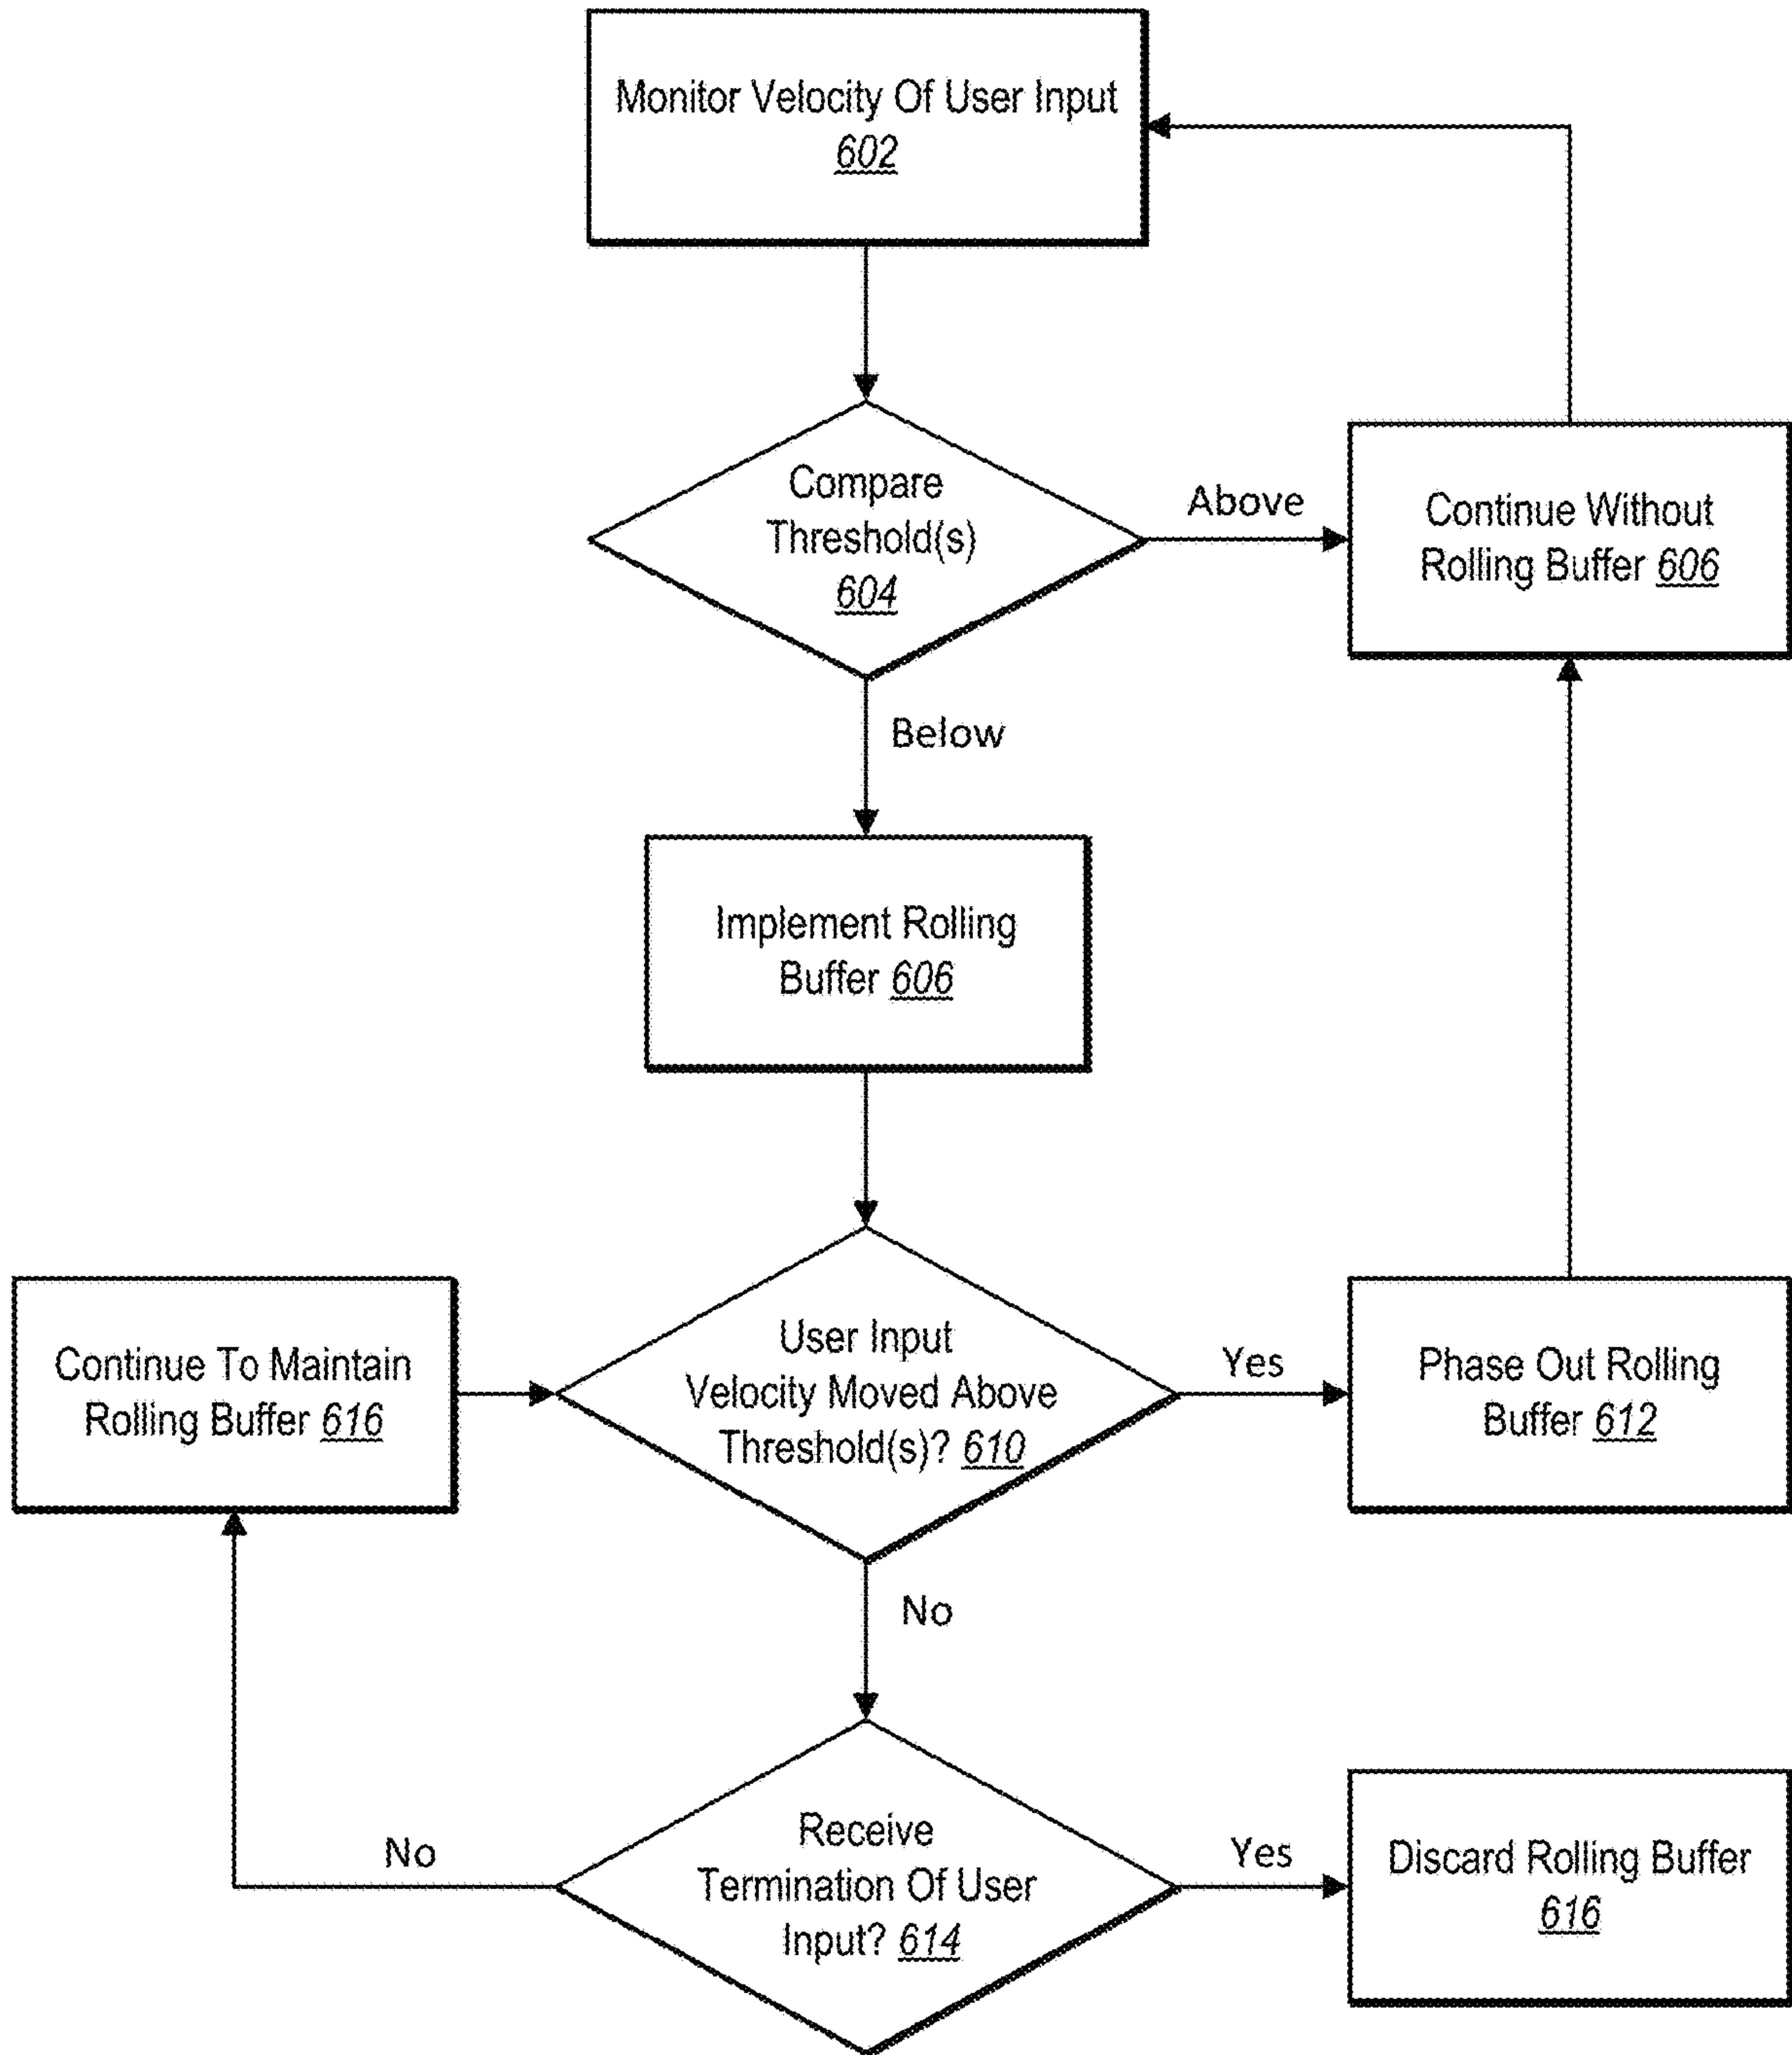 Monitor Velocity Of User Input
602
Compare
Threshold(s)
604
Above
Continue Without
Rolling Buffer 606
Below
Implement Rolling
Buffer 606
Continue To Maintain
Rolling Buffer 616
User Input
Velocity Moved Above
Threshold(s)? 610
Yes
Phase Out Rolling
Buffer 612
No
Receive
Termination Of User
Input? 614
No
Yes
Discard Rolling Buffer
616